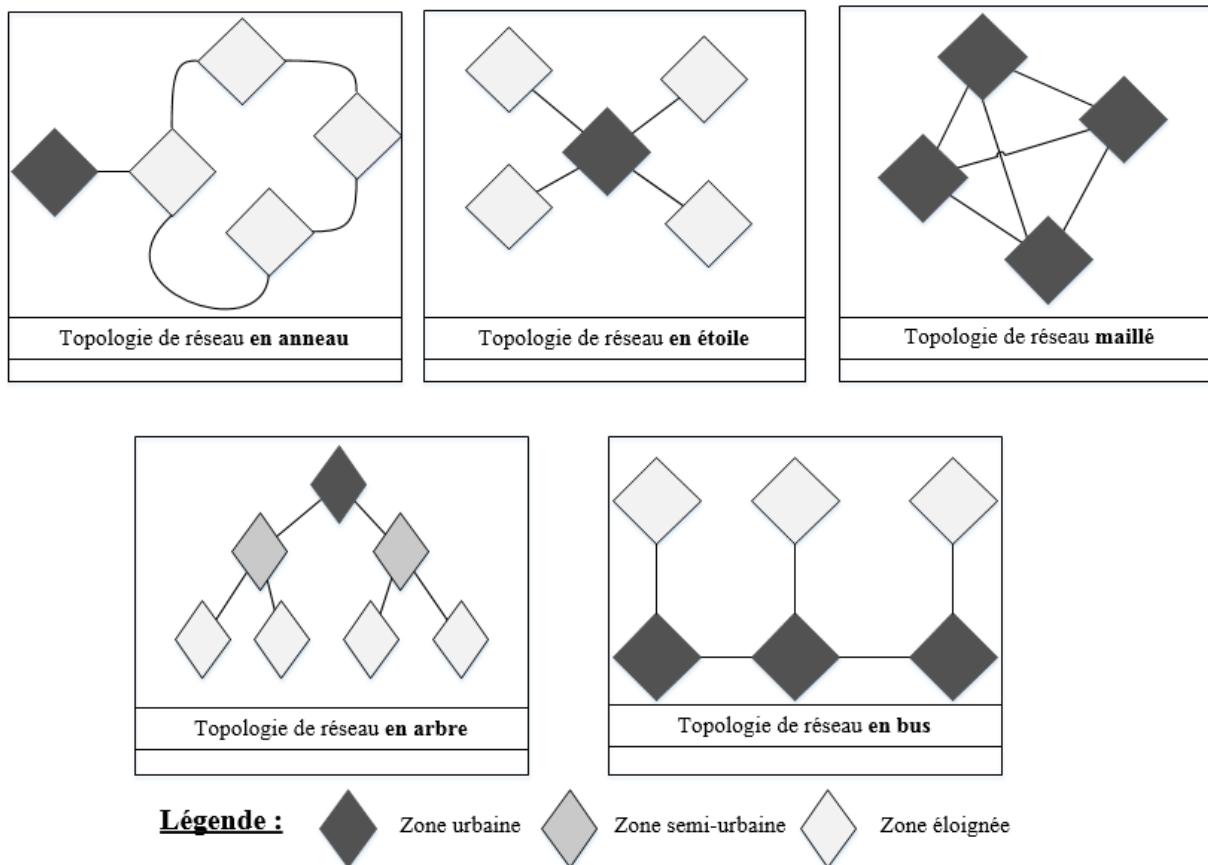 Topologie de réseau en anneau
Topologie de réseau en étoile
Topologie de réseau maillé
Topologie de réseau en arbre
Topologie de réseau en bus
Légende : Zone urbaine Zone semi-urbaine Zone éloignée